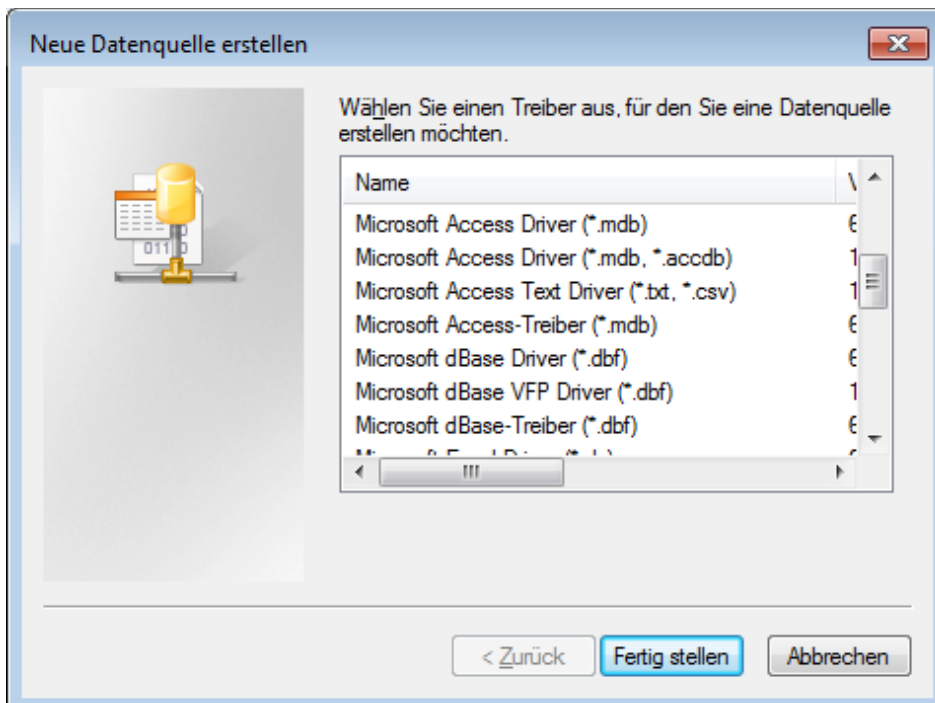 Neue Datenquelle erstellen
Wählen Sie einen Treiber aus, für den Sie eine Datenquelle
erstellen möchten.
Name
Microsoft Access Driver (*.mdb)
Microsoft Access Driver (*.mdb, *.accdb)
Microsoft Access Text Driver (*.txt, *.csv)
Microsoft Access-Treiber (*.mdb)
Microsoft dBase Driver (*.dbf)
Microsoft dBase VFP Driver (*.dbf)
Microsoft dBase-Treiber (*.dbf)
< Zurück
Fertig stellen
Abbrechen